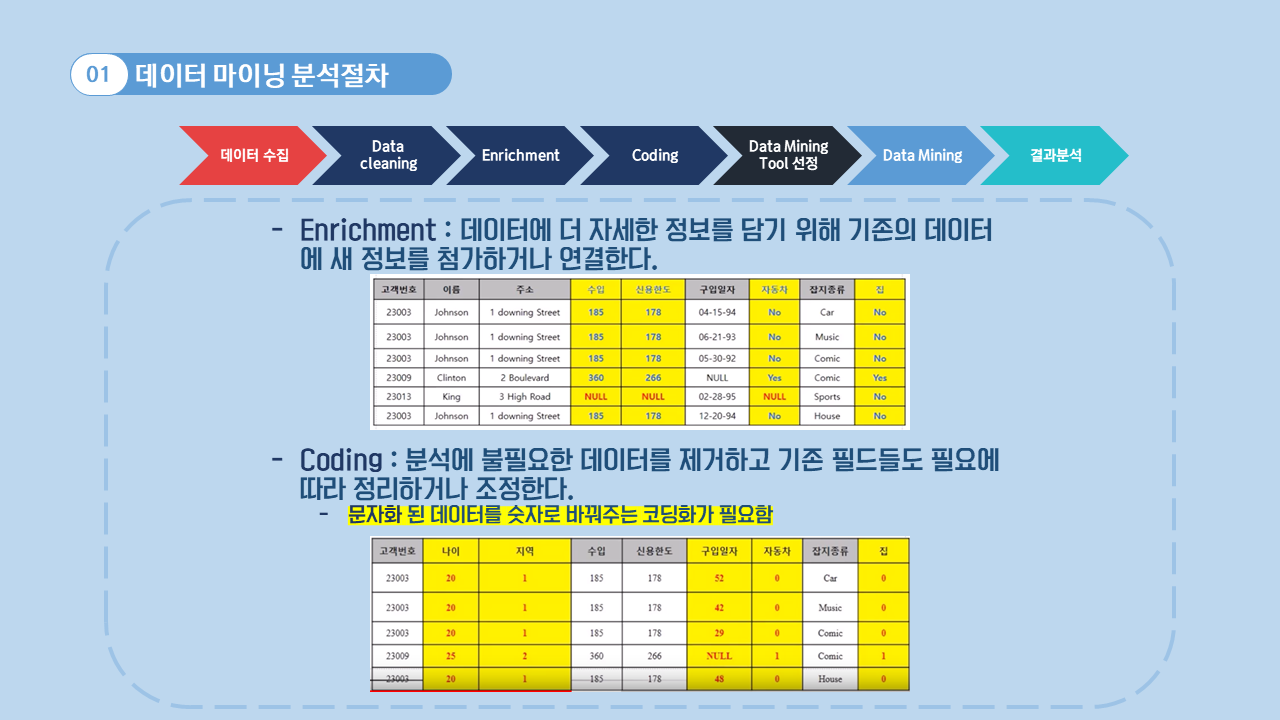 01 데이터 마이닝 분석절차
데이터 수집
Data
cleaning
Enrichment
Coding
Data Mining
Tool 선정
Data Mining
결과분석
- Enrichment : 데이터에 더 자세한 정보를 담기 위해 기존의 데이터
에 새 정보를 첨가하거나 연결한다.
고객번호 이름 주소 수입 신용한도 구입일자 자동차 잡지종류 집
23003 Johnson 1 downing Street 185 178 04-15-94 No Car No
23003 Johnson 1 downing Street 185 178 06-21-93 No Music No
23003 Johnson 1 downing Street 185 178 05-30-92 No Comic No
23009 Clinton 2 Boulevard 360 266 NULL Yes Comic Yes
23013 King 3 High Road NULL NULL 02-28-95 NULL Sports No
23003 Johnson 1 downing Street 185 178 12-20-94 No House No
- Coding : 분석에 불필요한 데이터를 제거하고 기존 필드들도 필요에
따라 정리하거나 조정한다.
- 문자화 된 데이터를 숫자로 바꿔주는 코딩화가 필요함
고객번호 나이 지역 수입 신용한도 구입일자 자동차 잡지종류 집
23003 20 1 185 178 52 0 Car 0
23003 20 1 185 178 42 0 Music 0
23003 20 1 185 178 29 0 Comic 0
23009 25 2 360 266 NULL 1 Comic 1
23003 20 1 185 178 48 0 House 0